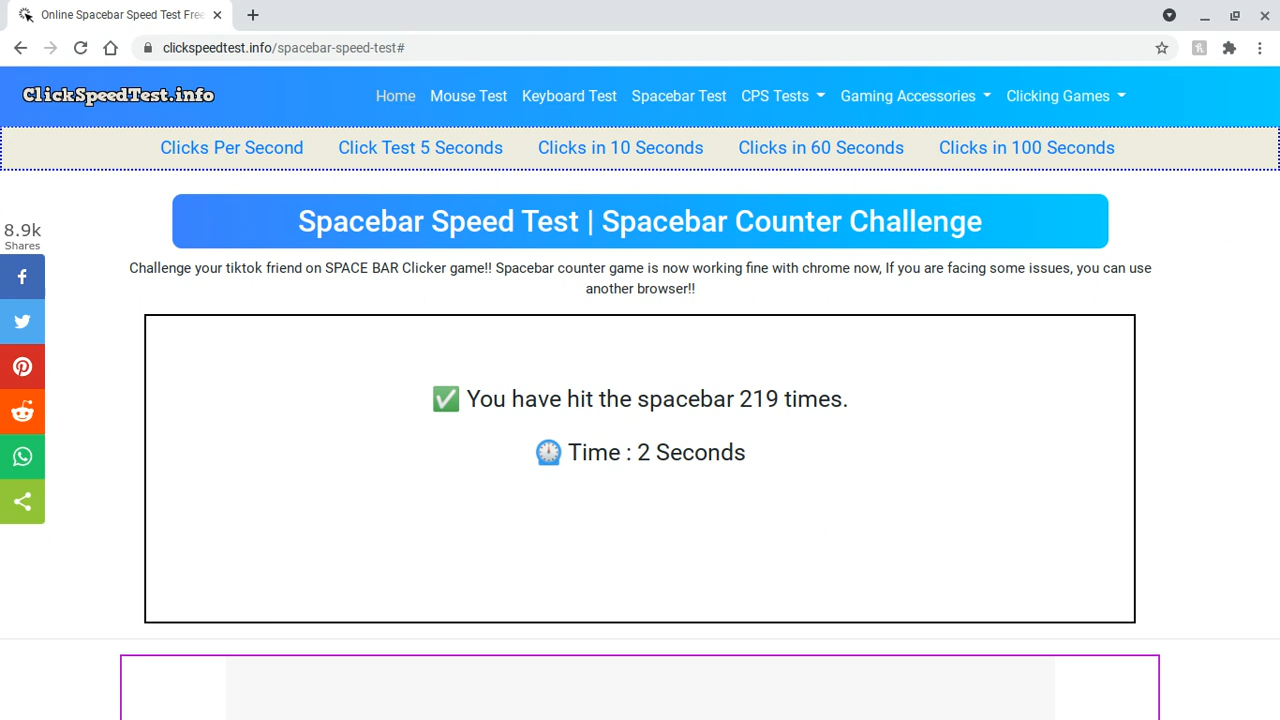 Online Spacebar Speed Test Free
clickspeedtest.info/spacebar-speed-test#
ClickSpeedTest.info
Home Mouse Test Keyboard Test Spacebar Test CPS Tests Gaming Accessories Clicking Games
Clicks Per Second Click Test 5 Seconds Clicks in 10 Seconds Clicks in 60 Seconds Clicks in 100 Seconds
Spacebar Speed Test | Spacebar Counter Challenge
8.9k
Shares
Challenge your tiktok friend on SPACE BAR Clicker game!! Spacebar counter game is now working fine with chrome now, If you are facing some issues, you can use
another browser!!
✅ You have hit the spacebar 219 times.
Time : 2 Seconds